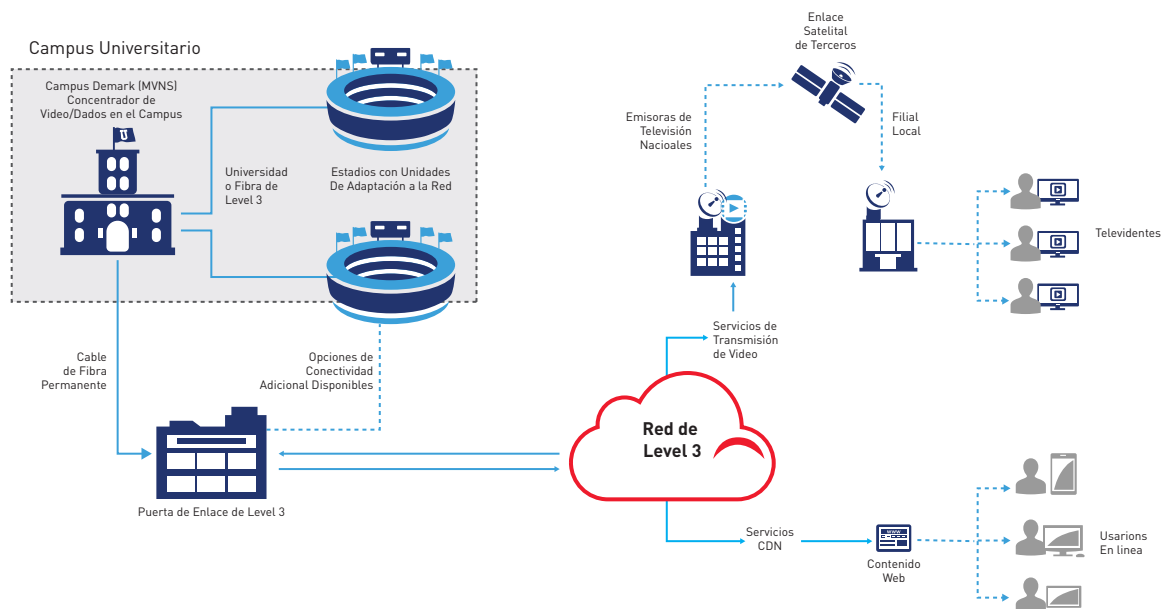 Campus Universitario
Campus Demark (MVNS)
Concentrador de
Video/Dados en el Campus
U
Universidad
o Fibra de
Level 3
Estadios con Unidades
De Adaptación a la Red
Cable
de Fibra
Permanente
Opciones de
Conectividad
Adicional Disponibles
Puerta de Enlace de Level 3
Red de
Level 3
Servicios de
Transmisión
de Video
Emisoras de
Televisión
Nacioales
Enlace
Satelital
de Terceros
Filial
Local
Televidentes
Servicios
CDN
WWW
Contenido
Web
Usarions
En linea